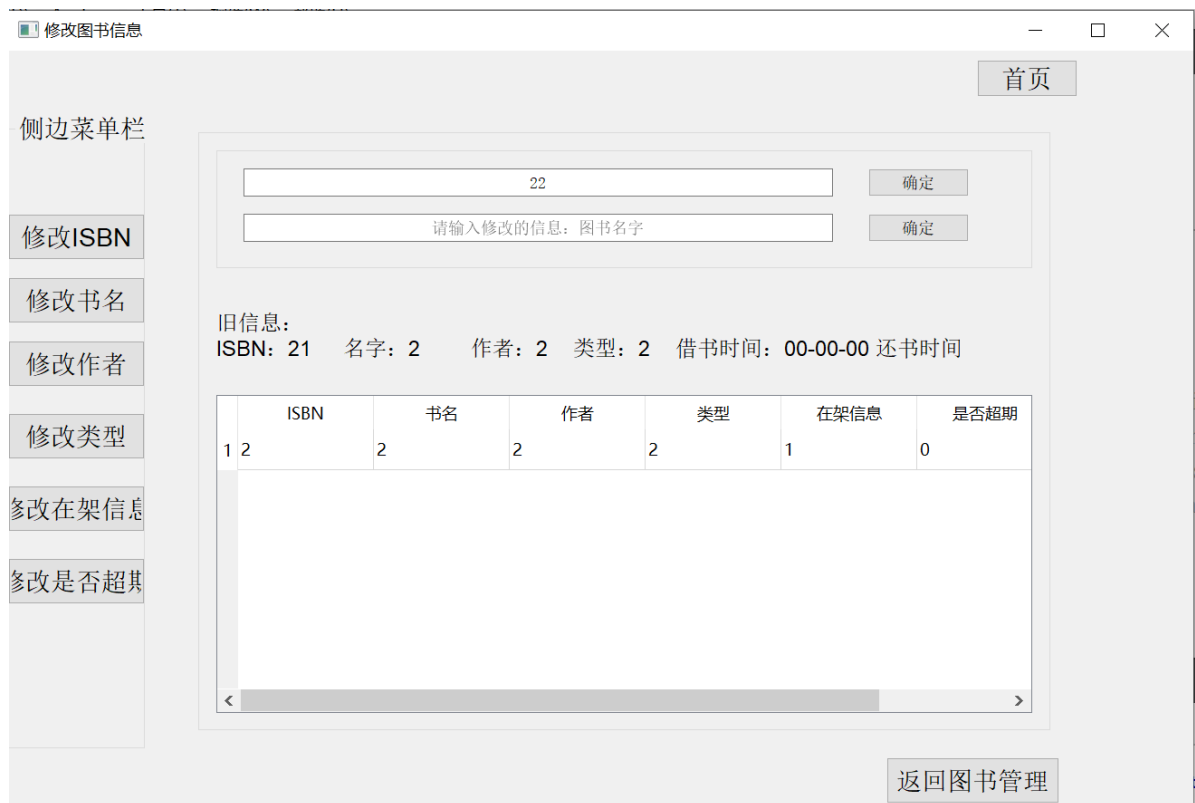 修改图书信息
首页
侧边菜单栏
22 确定
请输入修改的信息：图书名字 确定
修改ISBN
修改书名
修改作者
修改类型
修改在架信息
修改是否超期
旧信息：
ISBN：21 名字：2 作者：2 类型：2 借书时间：00-00-00 还书时间
ISBN 书名 作者 类型 在架信息 是否超期
1 2 2 2 2 1 0
返回图书管理